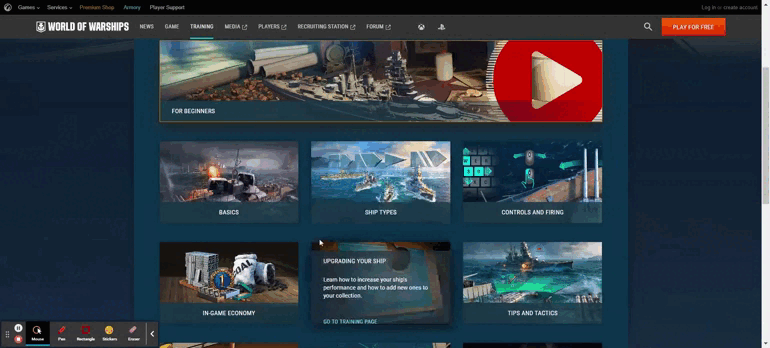 Games Services Premium Shop Armory Player Support Log in or create account
WORLD OF WARSHIPS NEWS GAME TRAINING MEDIA PLAYERS RECRUITING STATION FORUM PLAY FOR FREE
FOR BEGINNERS
BASICS SHIP TYPES CONTROLS AND FIRING
UPGRADING YOUR SHIP
Learn how to increase your ship's
performance and how to add new ones to
your collection.
GO TO TRAINING PAGE
IN-GAME ECONOMY TIPS AND TACTICS
Mouse Pen Rectangle Stickers Eraser